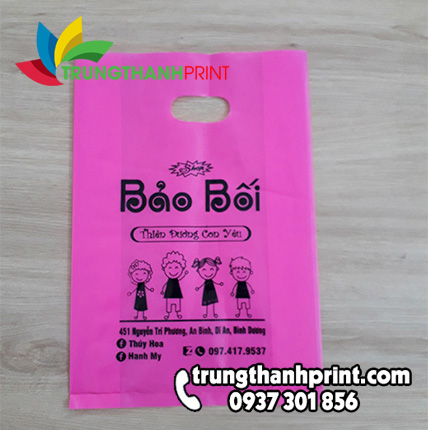 TRUNGTHANHPRINT
Shop
Bảo Bối
Thiên Đường Con Yêu
451 Nguyễn Tri Phương, An Bình, Dĩ An, Bình Dương
Thúy Hoa
Hanh My
097.417.9537
trungthanhprint.com
0937 301 856